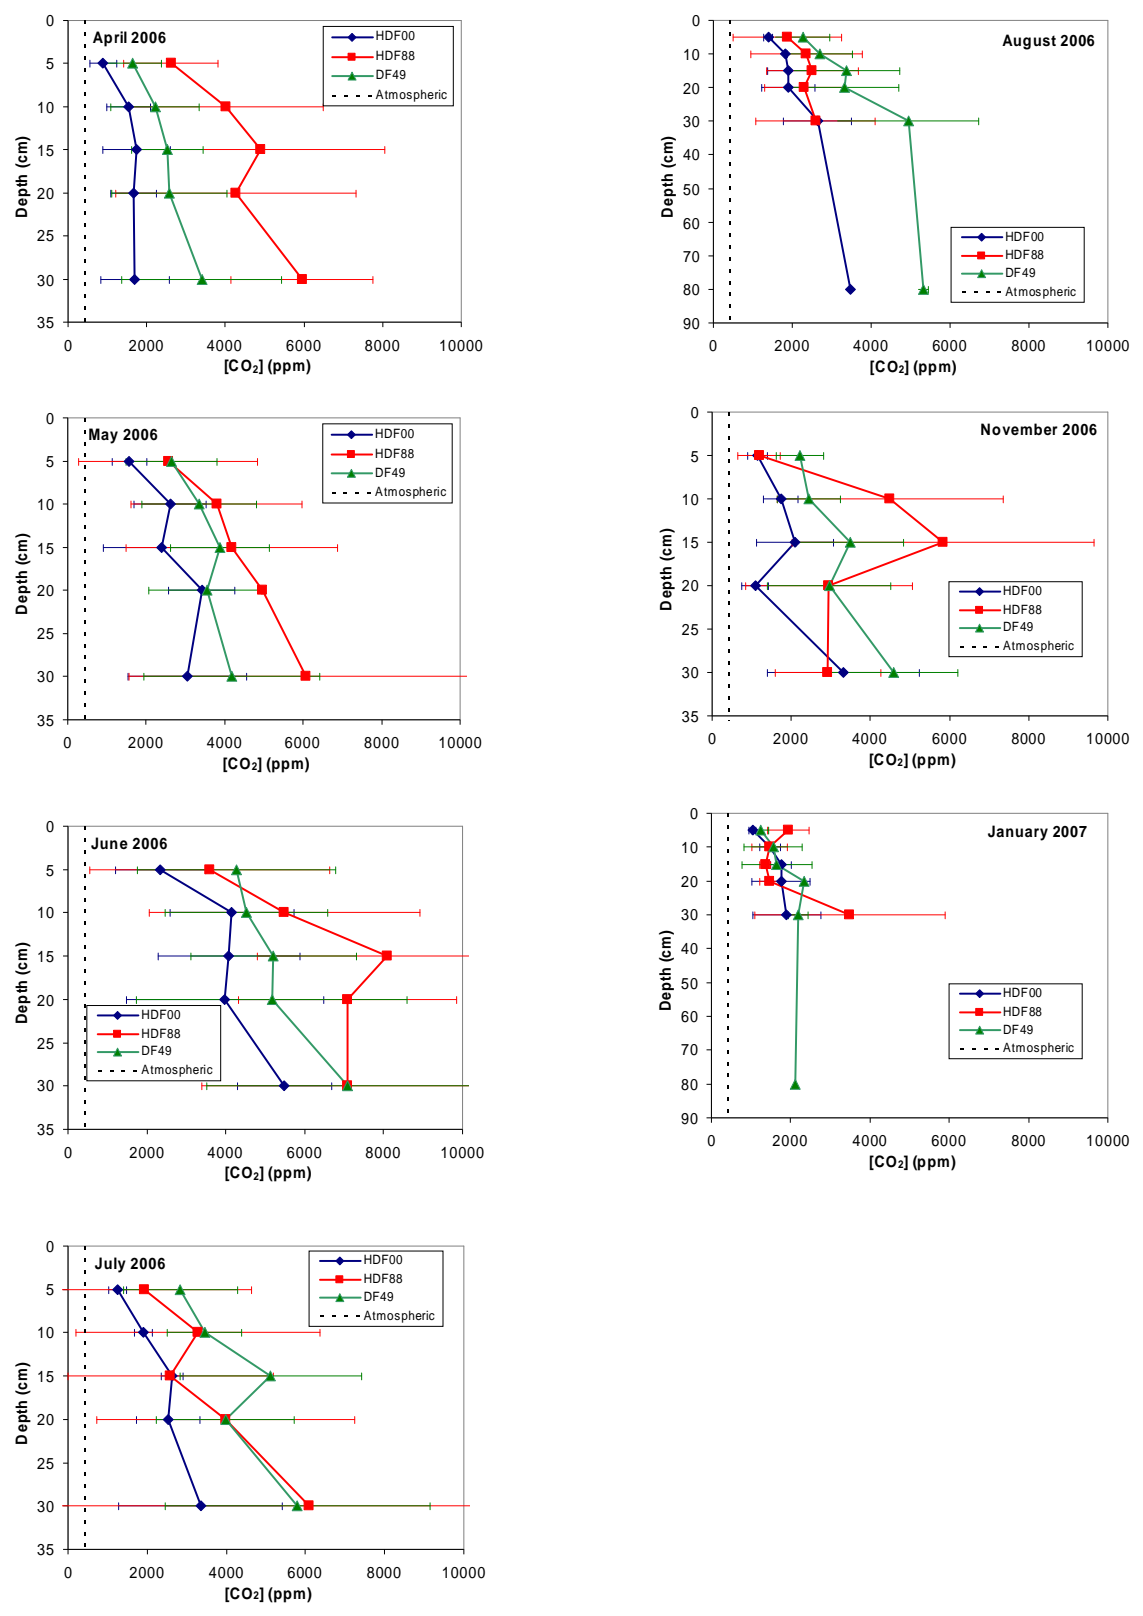 April 2006
HDF00
HDF88
DF49
Atmospheric
0
5
10
15
20
25
30
35
Depth (cm)
0 2000 4000 6000 8000 10000
[CO₂] (ppm)
August 2006
HDF00
HDF88
DF49
Atmospheric
0
10
20
30
40
50
60
70
80
90
Depth (cm)
0 2000 4000 6000 8000 10000
[CO₂] (ppm)
May 2006
HDF00
HDF88
DF49
Atmospheric
0
5
10
15
20
25
30
35
Depth (cm)
0 2000 4000 6000 8000 10000
[CO₂] (ppm)
November 2006
HDF00
HDF88
DF49
Atmospheric
0
5
10
15
20
25
30
35
Depth (cm)
0 2000 4000 6000 8000 10000
[CO₂] (ppm)
June 2006
HDF00
HDF88
DF49
Atmospheric
0
5
10
15
20
25
30
35
Depth (cm)
0 2000 4000 6000 8000 10000
[CO₂] (ppm)
January 2007
HDF00
HDF88
DF49
Atmospheric
0
10
20
30
40
50
60
70
80
90
Depth (cm)
0 2000 4000 6000 8000 10000
[CO₂] (ppm)
July 2006
HDF00
HDF88
DF49
Atmospheric
0
5
10
15
20
25
30
35
Depth (cm)
0 2000 4000 6000 8000 10000
[CO₂] (ppm)